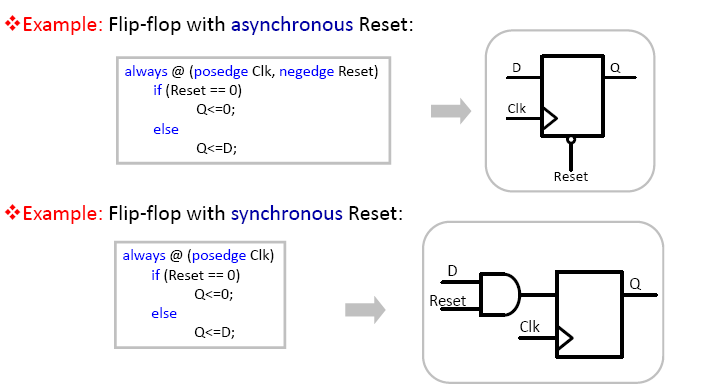 ❖Example: Flip-flop with asynchronous Reset:
always @ (posedge Clk, negedge Reset)
if (Reset == 0)
Q<=0;
else
Q<=D;
D
Q
Clk
Reset
❖Example: Flip-flop with synchronous Reset:
always @ (posedge Clk)
if (Reset == 0)
Q<=0;
else
Q<=D;
D
Reset
Q
Clk